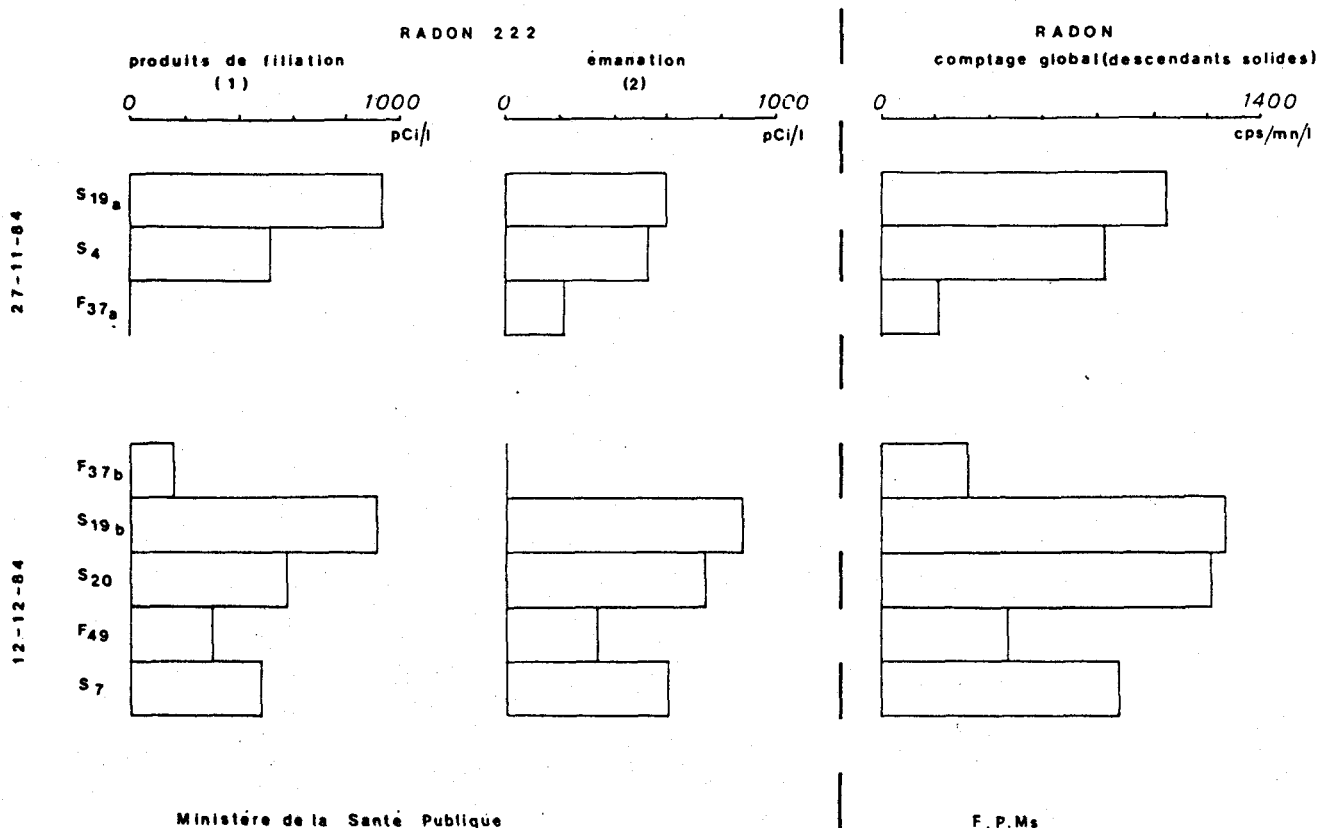 RADON 222
produits de filiation
(1)
0 1000
pCi/l
émanation
(2)
0 1000
pCi/l
RADON
comptage global(descendants solides)
0 1400
cps/mn/l
27-11-84
S19a
S4
F37a
12-12-84
F37b
S19b
S20
F49
S7
Ministère de la Santé Publique
F.P.Ms